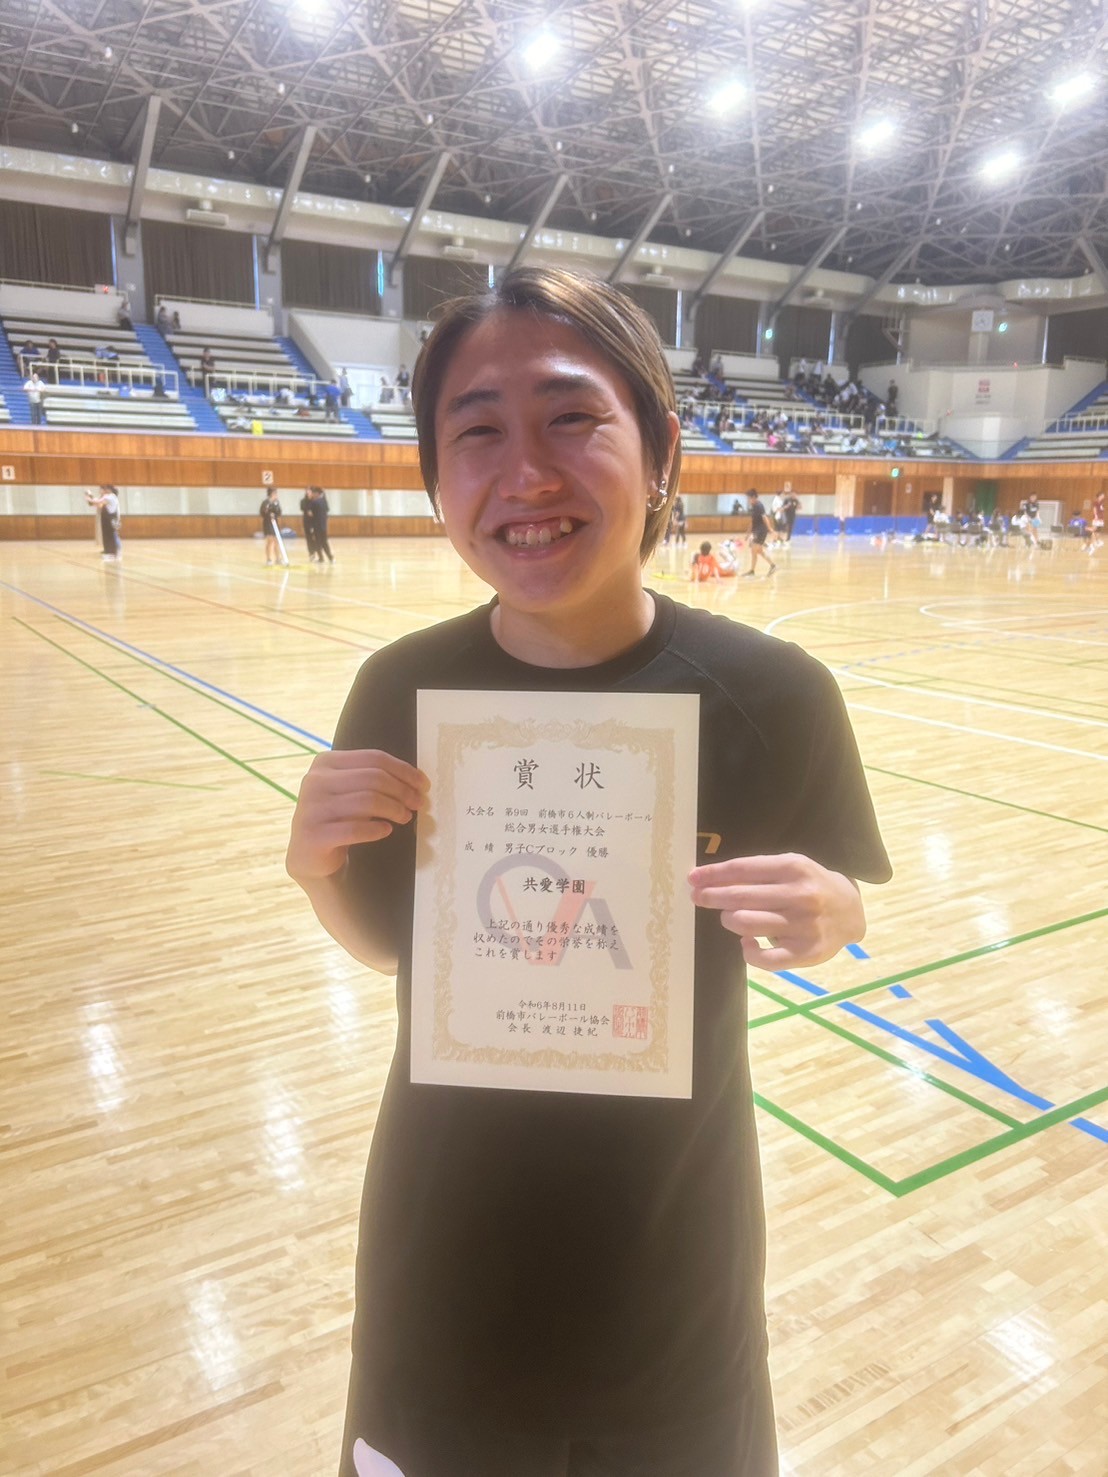 賞 状
大会名 第9回 前橋市6人制バレーボール
総合男女選手権大会
成 績 男子Cブロック 優勝
共愛学園
上記の通り優秀な成績を
収めたのでその栄誉を称え
これを賞します
令和6年8月11日
前橋市バレーボール協会
会長 渡辺 捷紀
1
2